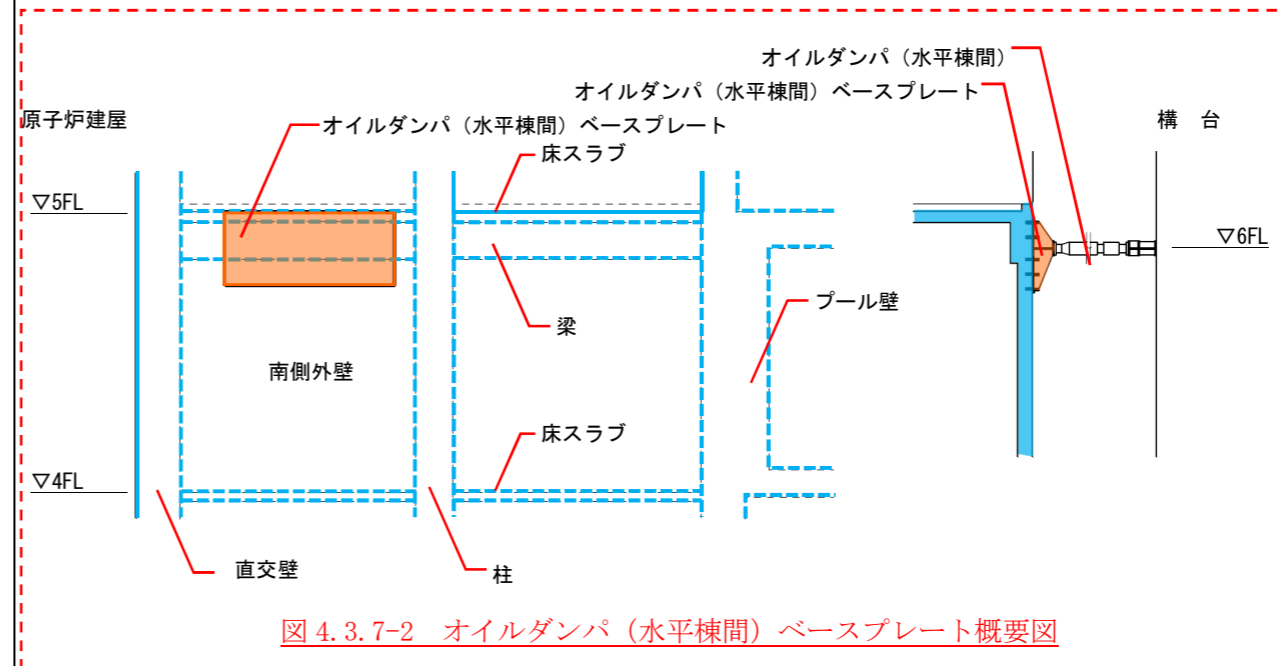 オイルダンパ（水平棟間）
オイルダンパ（水平棟間）ベースプレート
原子炉建屋
オイルダンパ（水平棟間）ベースプレート
構　台
床スラブ
▽5FL
▽6FL
プール壁
梁
南側外壁
床スラブ
▽4FL
直交壁
柱
図 4.3.7-2　オイルダンパ（水平棟間）ベースプレート概要図